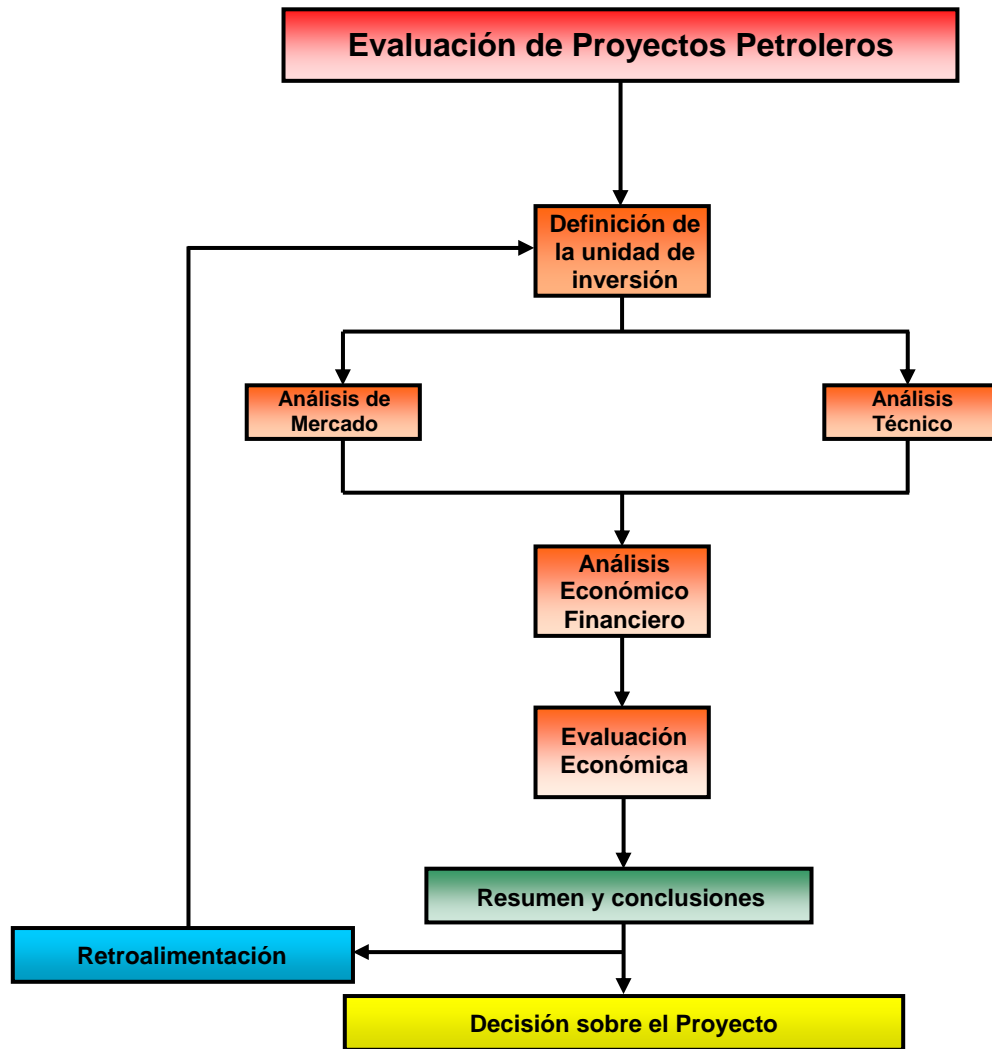 Evaluación de Proyectos Petroleros
Definición de
la unidad de
inversión
Análisis de
Mercado
Análisis
Técnico
Análisis
Económico
Financiero
Evaluación
Económica
Resumen y conclusiones
Retroalimentación
Decisión sobre el Proyecto